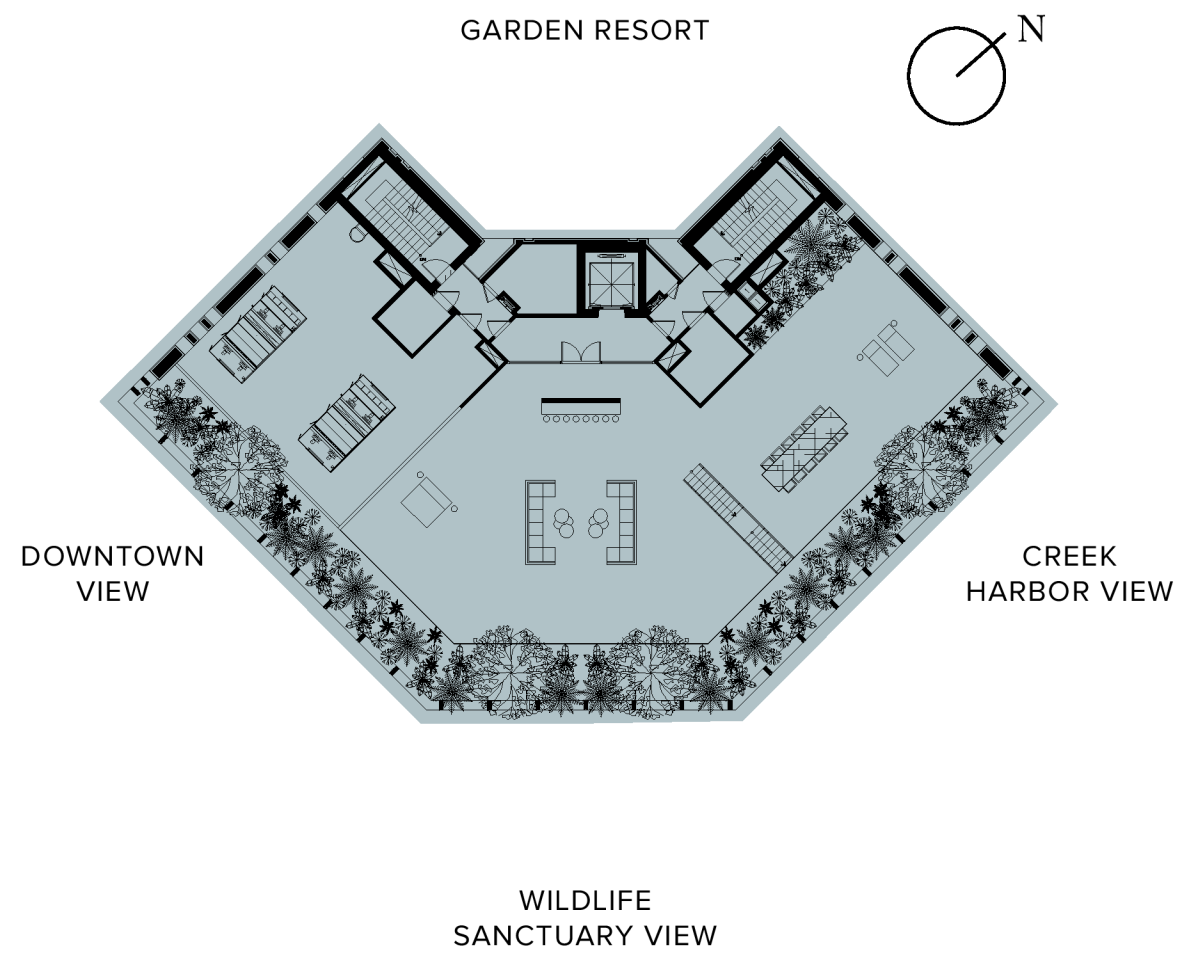 GARDEN RESORT
N
DOWNTOWN
VIEW
CREEK
HARBOR VIEW
WILDLIFE
SANCTUARY VIEW